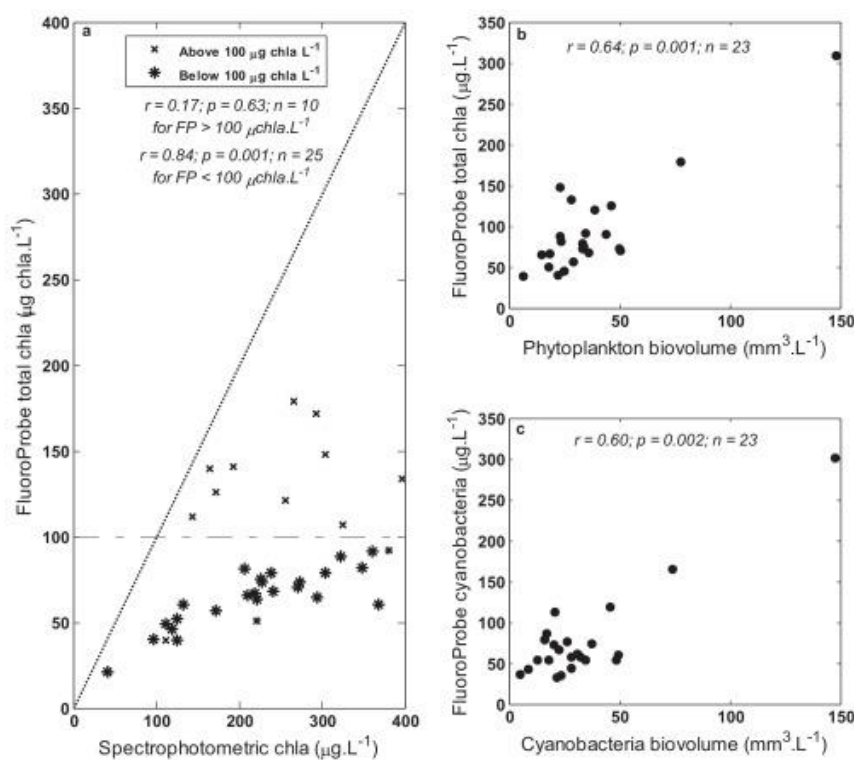 a
× Above 100 µg chla L⁻¹
✳ Below 100 µg chla L⁻¹
r = 0.17; p = 0.63; n = 10
for FP > 100 µchla.L⁻¹
r = 0.84; p = 0.001; n = 25
for FP < 100 µchla.L⁻¹
400
350
300
250
200
150
100
50
0
0 100 200 300 400
FluoroProbe total chla (µg chla.L⁻¹)
Spectrophotometric chla (µg.L⁻¹)
b
r = 0.64; p = 0.001; n = 23
350
300
250
200
150
100
50
0
0 50 100 150
FluoroProbe total chla (µg.L⁻¹)
Phytoplankton biovolume (mm³.L⁻¹)
c
r = 0.60; p = 0.002; n = 23
350
300
250
200
150
100
50
0
0 50 100 150
FluoroProbe cyanobacteria (µg.L⁻¹)
Cyanobacteria biovolume (mm³.L⁻¹)